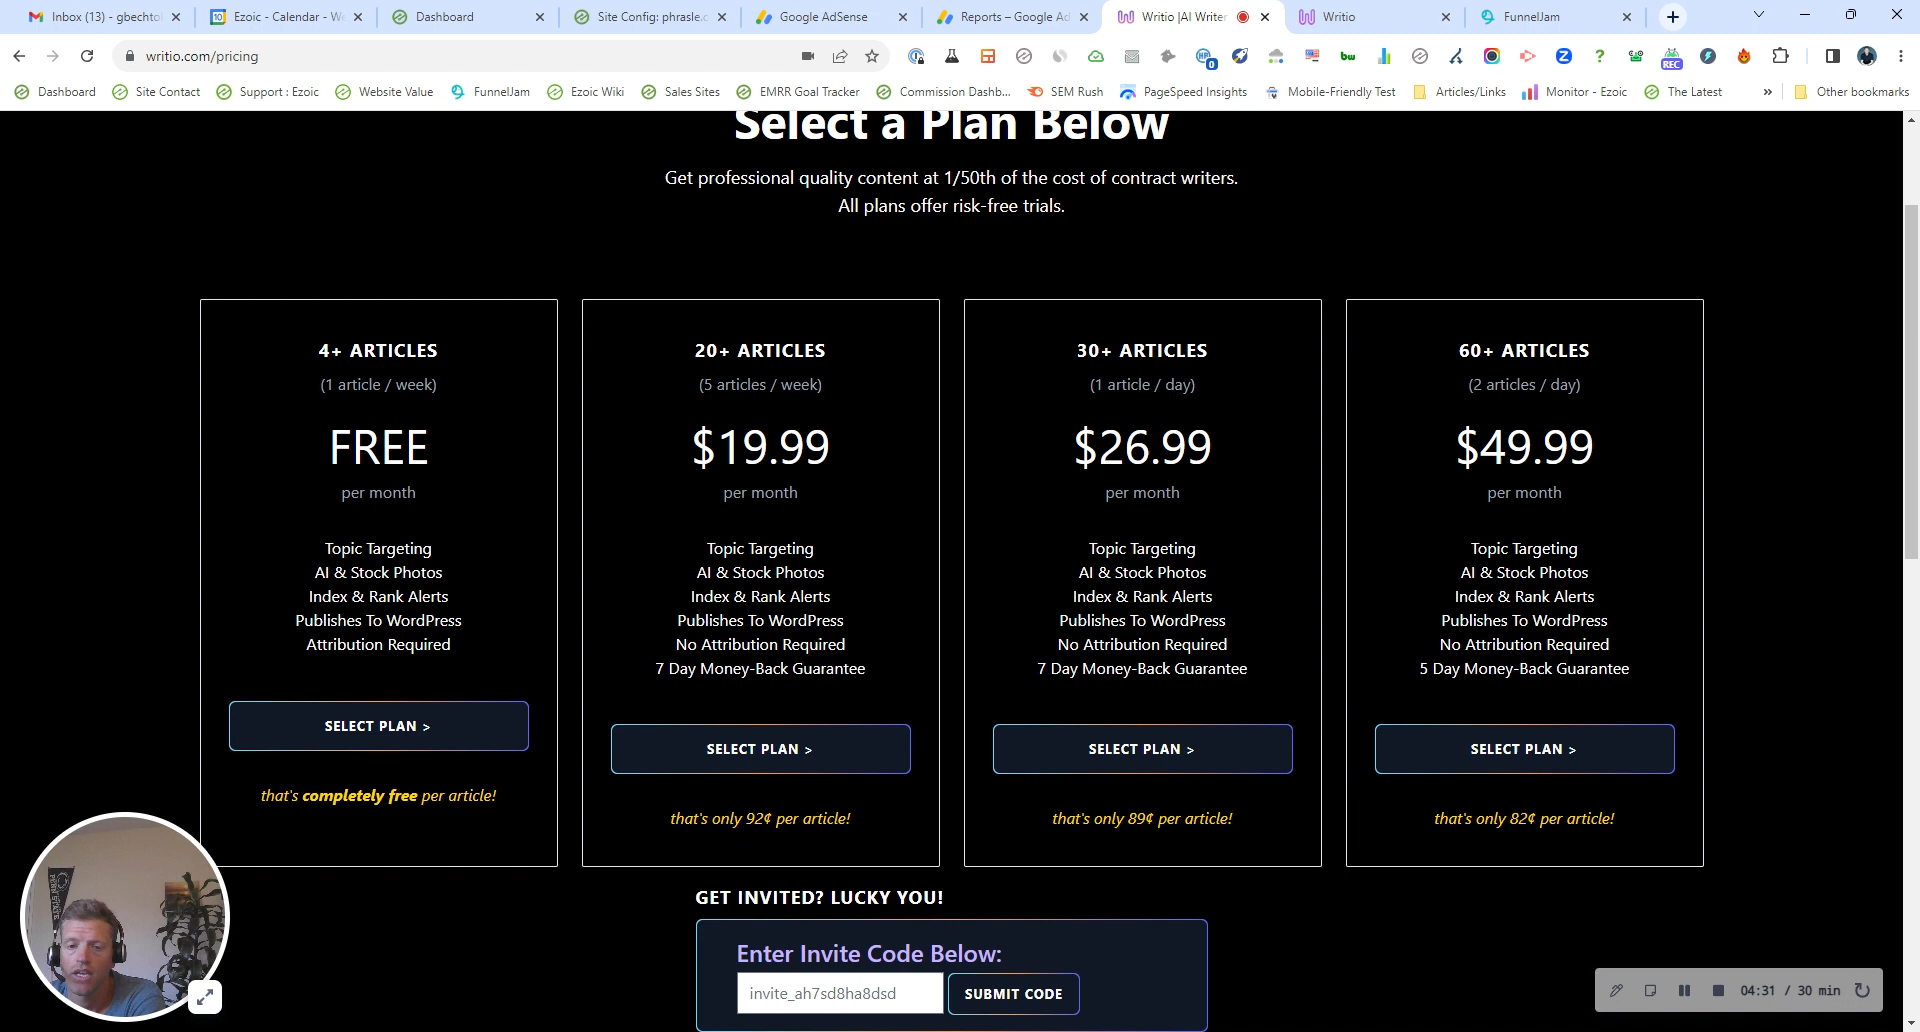 Inbox (13) - gbechto
Ezoic - Calendar - We
Dashboard
Site Config: phrasle.c
Google AdSense
Reports – Google Ad
Writio |AI Writer
Writio
FunnelJam
writio.com/pricing
Dashboard
Site Contact
Support : Ezoic
Website Value
FunnelJam
Ezoic Wiki
Sales Sites
EMRR Goal Tracker
Commission Dashb...
SEM Rush
PageSpeed Insights
Mobile-Friendly Test
Articles/Links
Monitor - Ezoic
The Latest
»
Other bookmarks
Select a Plan Below
Get professional quality content at 1/50th of the cost of contract writers.
All plans offer risk-free trials.
4+ ARTICLES
(1 article / week)
FREE
per month
Topic Targeting
AI & Stock Photos
Index & Rank Alerts
Publishes To WordPress
Attribution Required
SELECT PLAN >
that's completely free per article!
20+ ARTICLES
(5 articles / week)
$19.99
per month
Topic Targeting
AI & Stock Photos
Index & Rank Alerts
Publishes To WordPress
No Attribution Required
7 Day Money-Back Guarantee
SELECT PLAN >
that's only 92¢ per article!
30+ ARTICLES
(1 article / day)
$26.99
per month
Topic Targeting
AI & Stock Photos
Index & Rank Alerts
Publishes To WordPress
No Attribution Required
7 Day Money-Back Guarantee
SELECT PLAN >
that's only 89¢ per article!
60+ ARTICLES
(2 articles / day)
$49.99
per month
Topic Targeting
AI & Stock Photos
Index & Rank Alerts
Publishes To WordPress
No Attribution Required
5 Day Money-Back Guarantee
SELECT PLAN >
that's only 82¢ per article!
GET INVITED? LUCKY YOU!
Enter Invite Code Below:
invite_ah7sd8ha8dsd
SUBMIT CODE
04:31 / 30 min